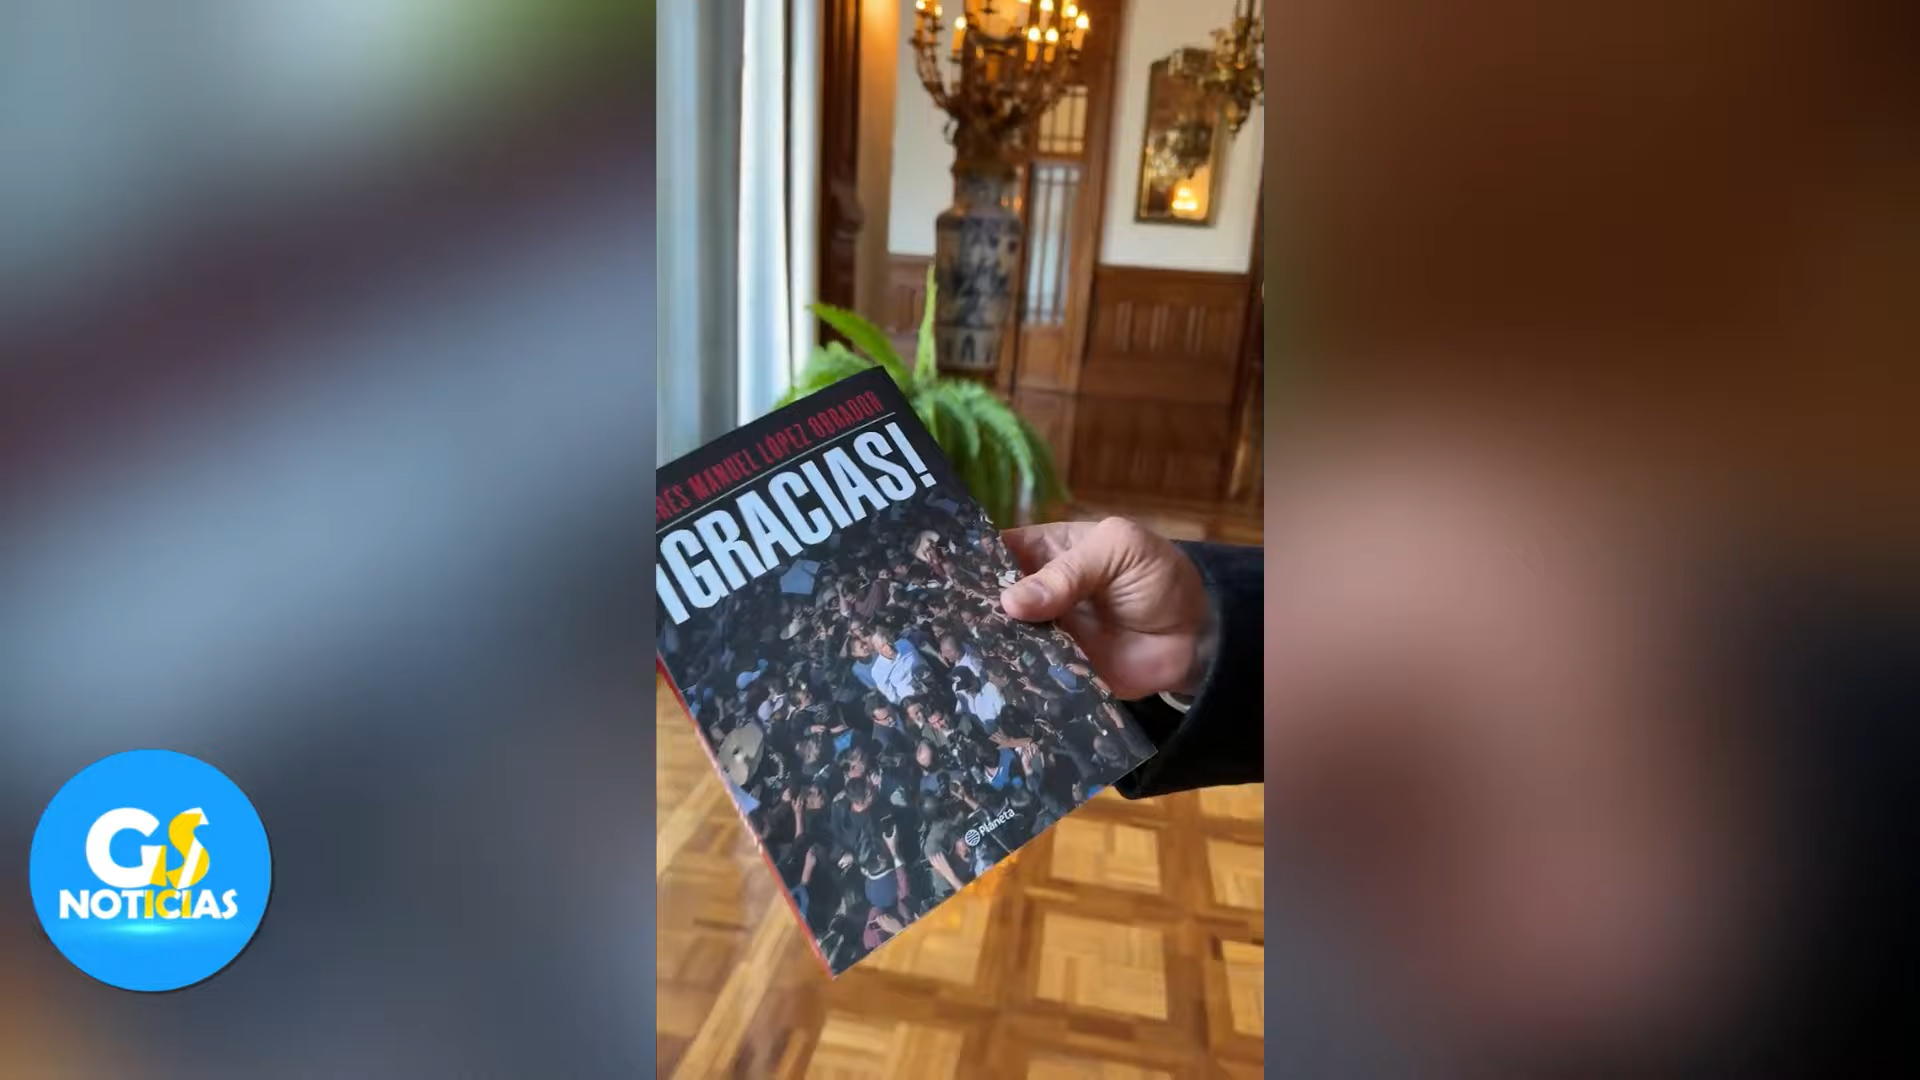 RÉS MANUEL LÓPEZ OBRADOR
¡GRACIAS!
Planeta
GS
NOTICIAS